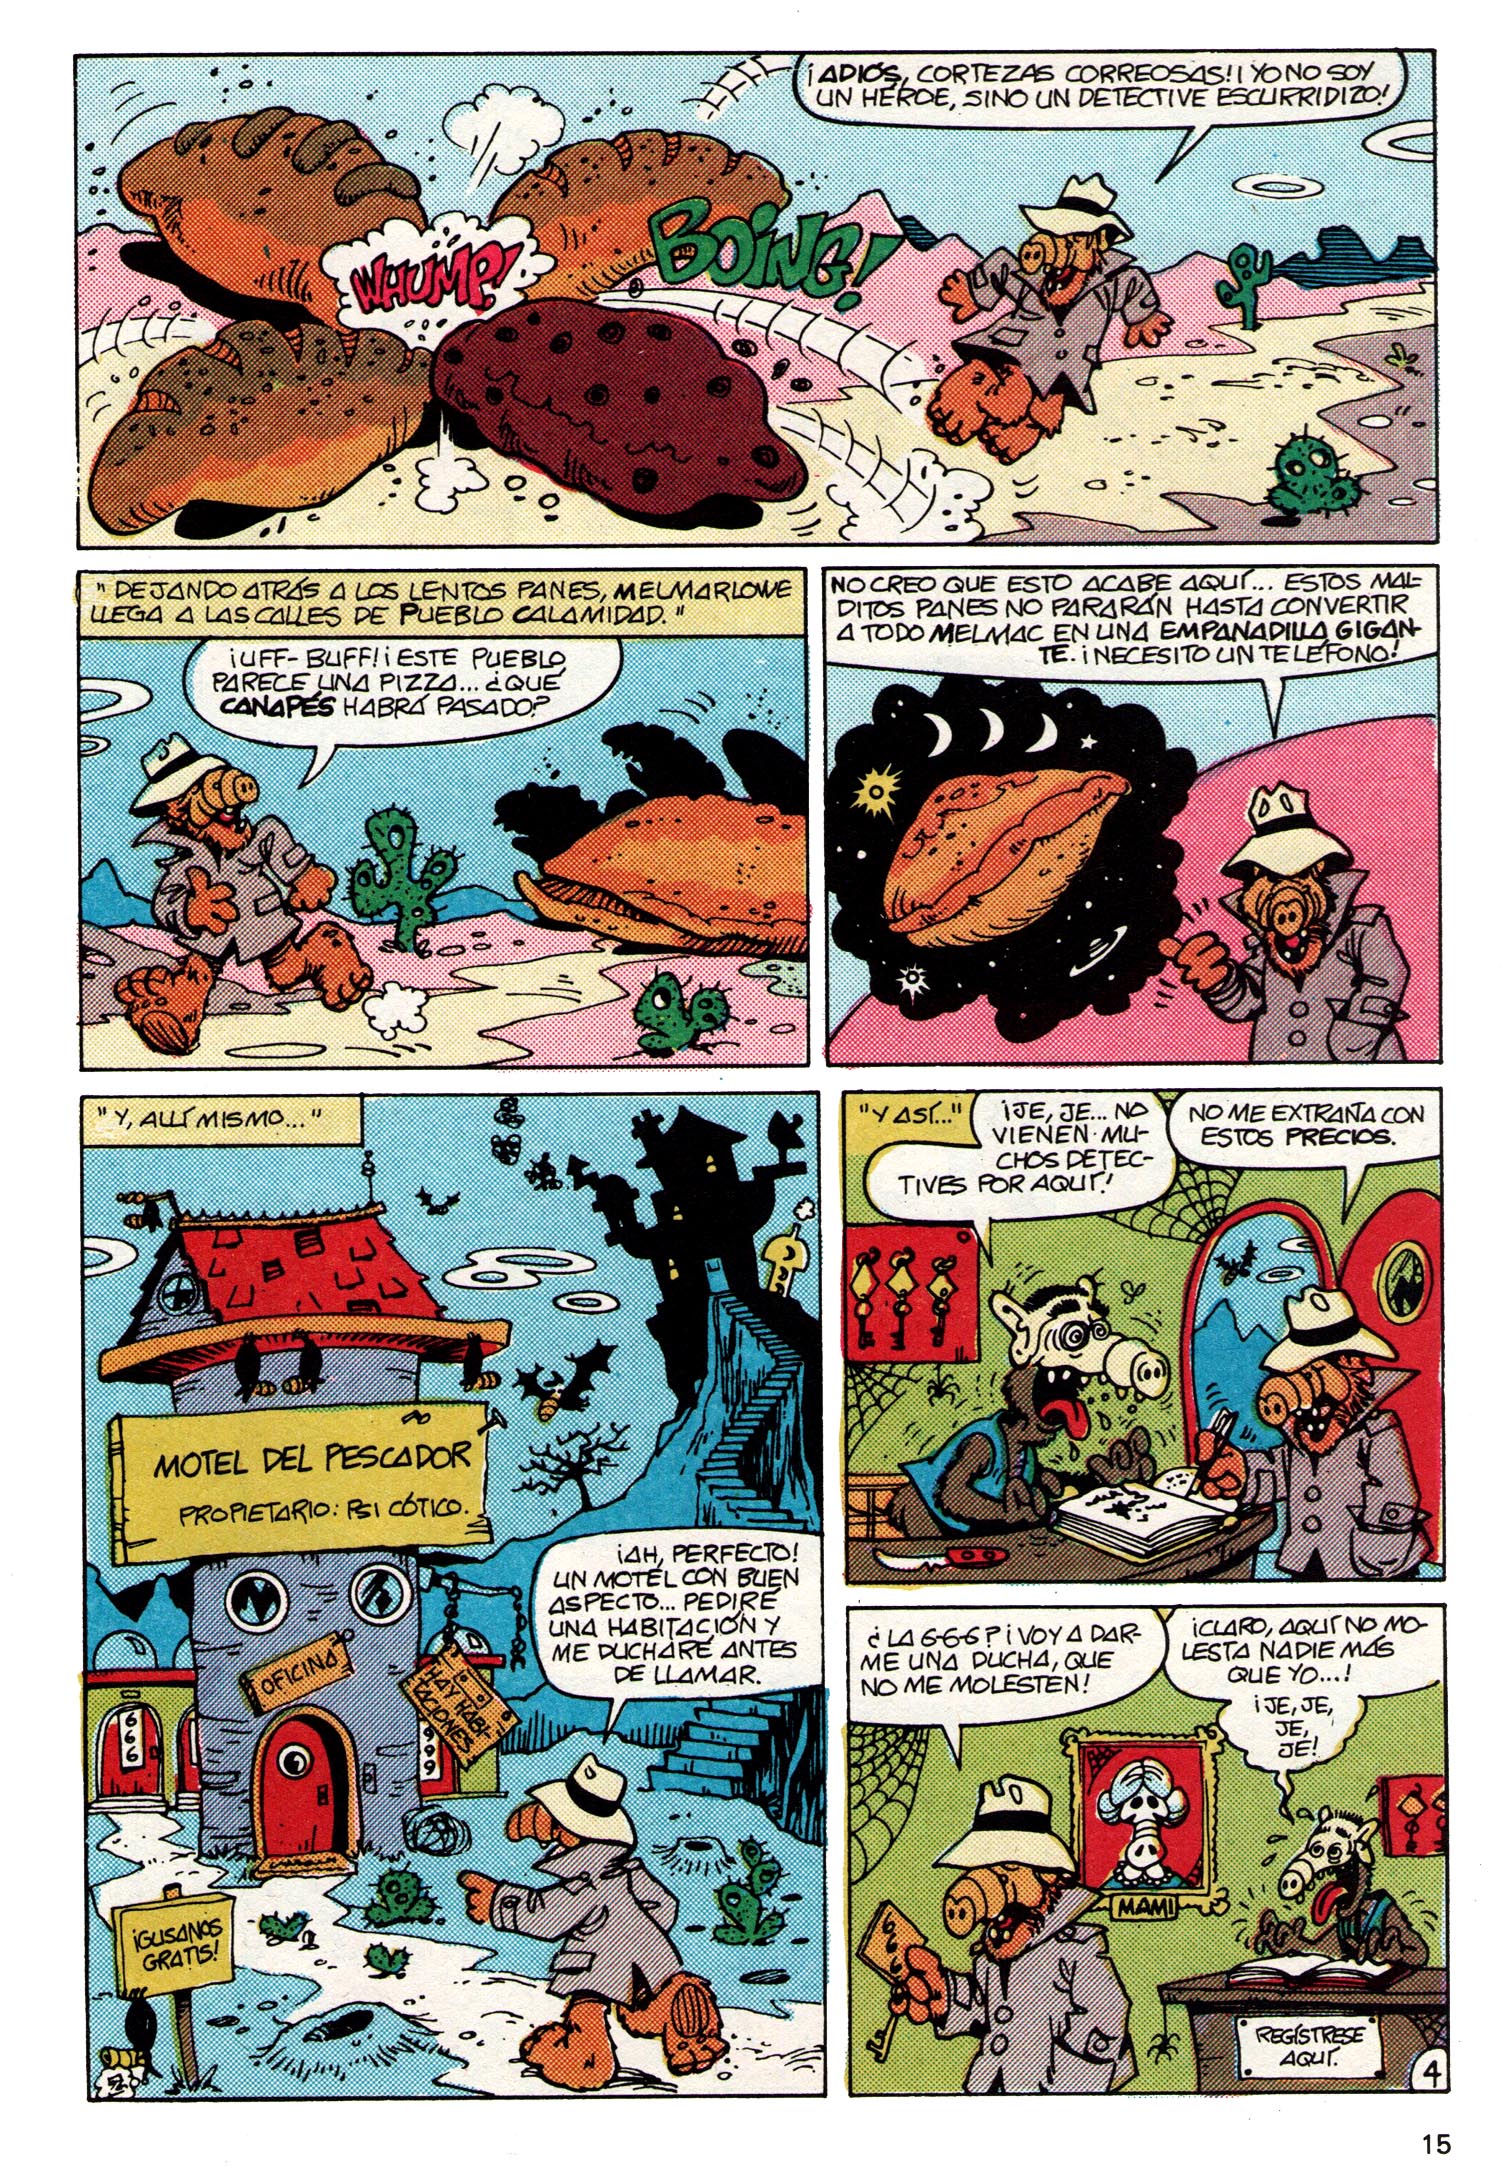 ¡ADIÓS, CORTEZAS CORREOSAS! ¡YO NO SOY
UN HÉROE, SINO UN DETECTIVE ESCURRIDIZO!
WHUMP!
BOING!
"DEJANDO ATRÁS A LOS LENTOS PANES, MELMARLOWE
LLEGA A LAS CALLES DE PUEBLO CALAMIDAD."
¡UFF-BUFF! ¡ESTE PUEBLO
PARECE UNA PIZZA... ¿QUÉ
CANAPÉS HABRÁ PASADO?
NO CREO QUE ESTO ACABE AQUÍ... ESTOS MAL-
DITOS PANES NO PARARÁN HASTA CONVERTIR
A TODO MELMAC EN UNA EMPANADILLA GIGAN-
TE. ¡NECESITO UN TELÉFONO!
"Y, ALLÍ MISMO..."
MOTEL DEL PESCADOR
PROPIETARIO: PSI CÓTICO.
¡AH, PERFECTO!
UN MOTEL CON BUEN
ASPECTO... PEDIRÉ
UNA HABITACIÓN Y
ME DUCHARÉ ANTES
DE LLAMAR.
OFICINA
HAY HABI-
TACIONES
666
999
¡GUSANOS
GRATIS!
"Y ASÍ..."
¡JE, JE... NO
VIENEN MU-
CHOS DETEC-
TIVES POR AQUÍ!
NO ME EXTRAÑA CON
ESTOS PRECIOS.
¿LA 6-6-6? ¡VOY A DAR-
ME UNA DUCHA, QUE
NO ME MOLESTEN!
¡CLARO, AQUÍ NO MO-
LESTA NADIE MÁS
QUE YO...!
¡JE, JE,
JE,
JE!
MAMI
666
REGÍSTRESE
AQUÍ.
4
15